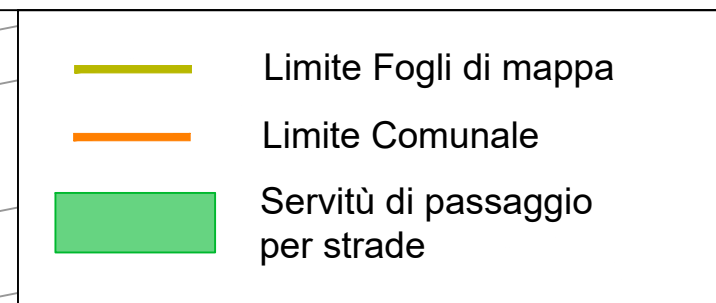 Limite Fogli di mappa
Limite Comunale
Servitù di passaggio
per strade